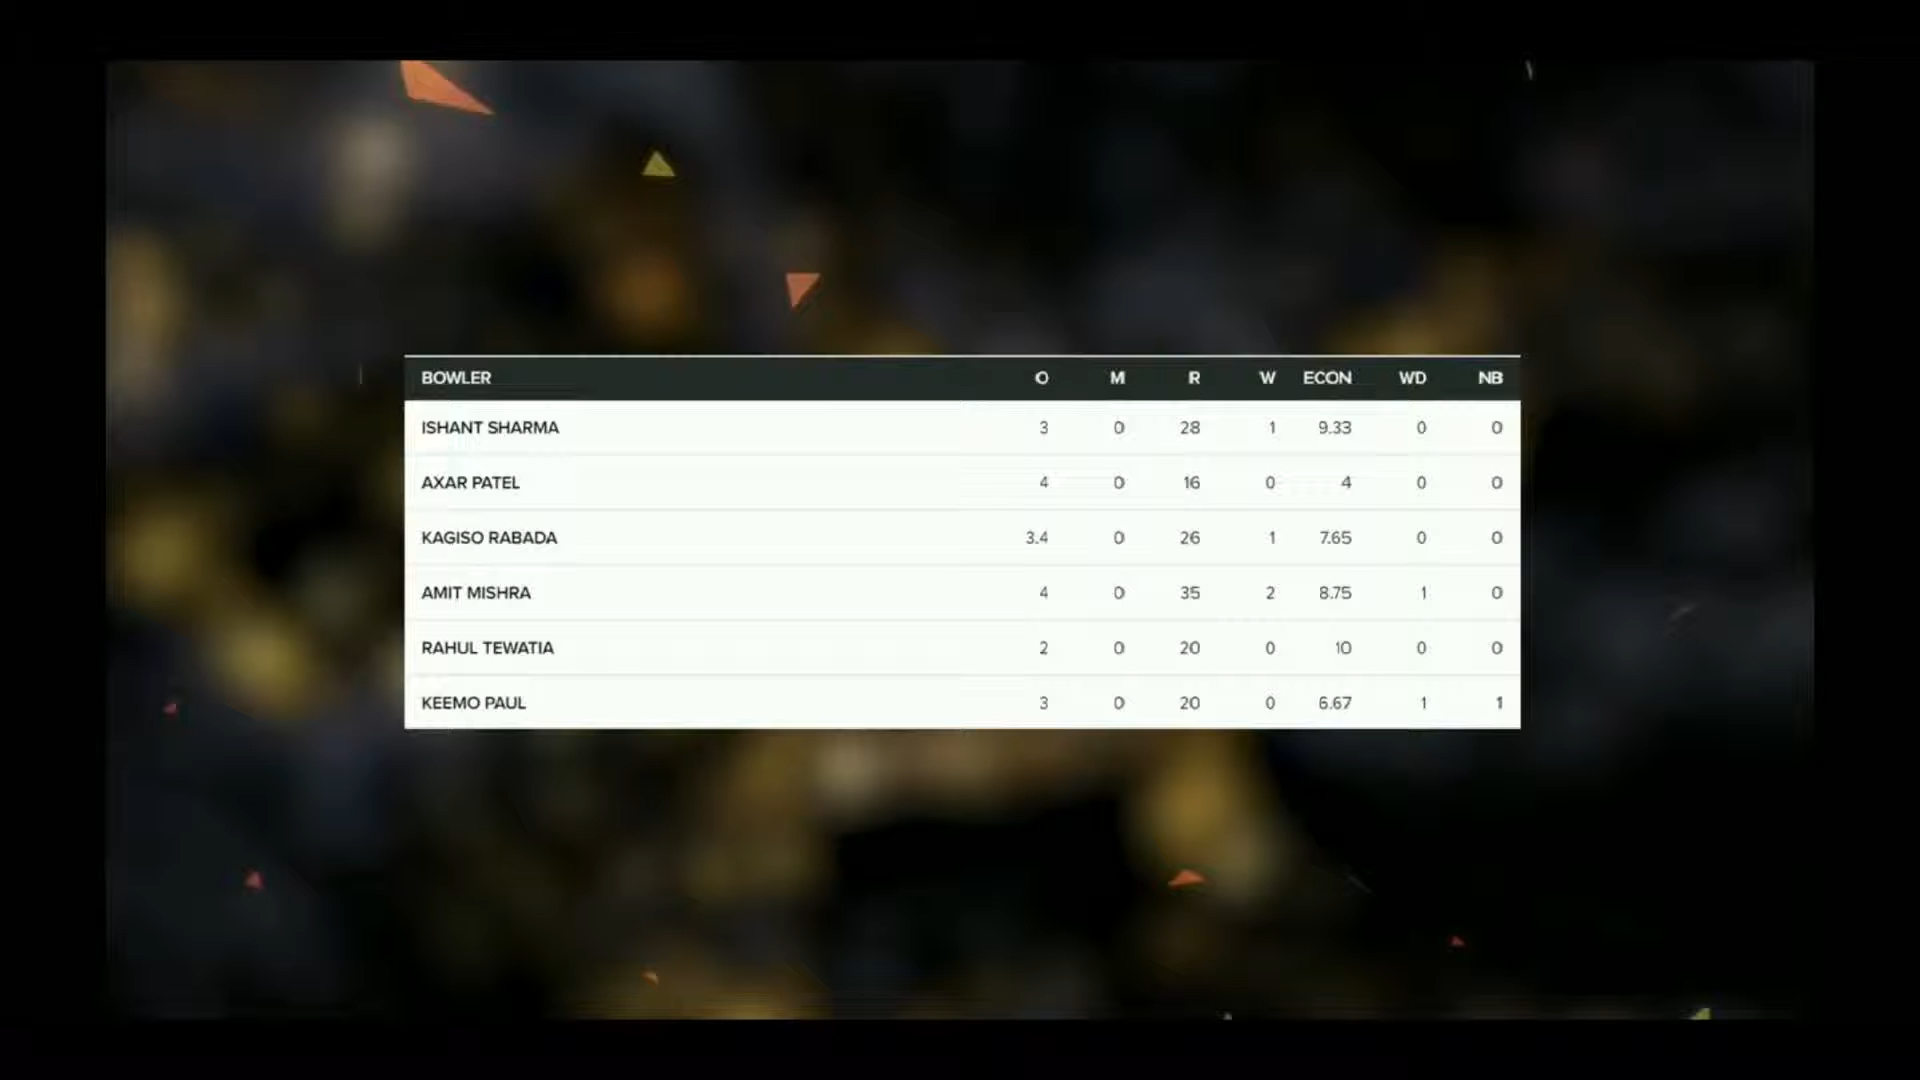 BOWLER O M R W ECON WD NB
ISHANT SHARMA 3 0 28 1 9.33 0 0
AXAR PATEL 4 0 16 0 4 0 0
KAGISO RABADA 3.4 0 26 1 7.65 0 0
AMIT MISHRA 4 0 35 2 8.75 1 0
RAHUL TEWATIA 2 0 20 0 10 0 0
KEEMO PAUL 3 0 20 0 6.67 1 1